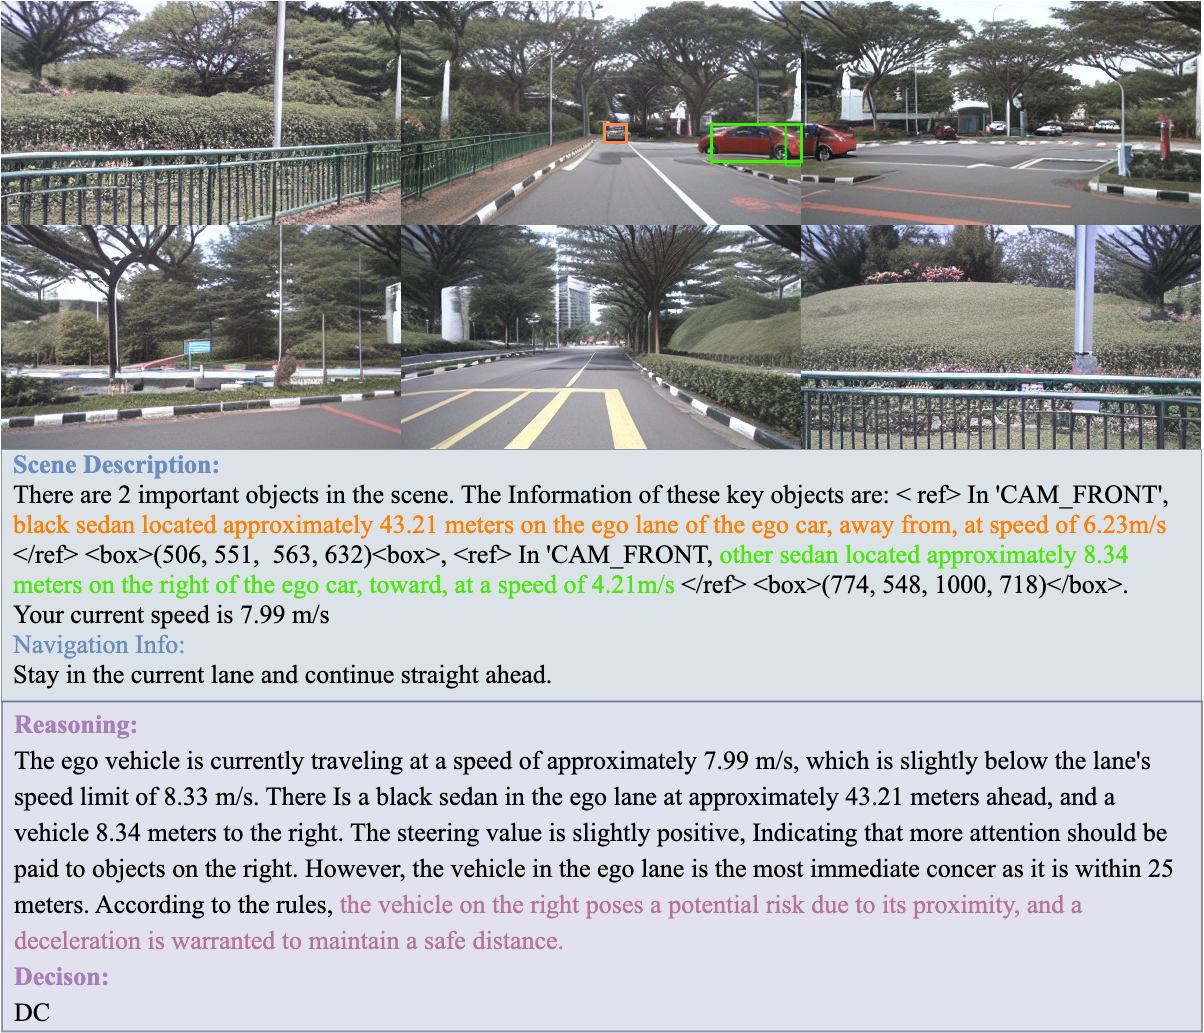 Scene Description:
There are 2 important objects in the scene. The Information of these key objects are: < ref> In 'CAM_FRONT',
black sedan located approximately 43.21 meters on the ego lane of the ego car, away from, at speed of 6.23m/s
</ref> <box>(506, 551,  563, 632)<box>, <ref> In 'CAM_FRONT, other sedan located approximately 8.34
meters on the right of the ego car, toward, at a speed of 4.21m/s </ref> <box>(774, 548, 1000, 718)</box>.
Your current speed is 7.99 m/s
Navigation Info:
Stay in the current lane and continue straight ahead.
Reasoning:
The ego vehicle is currently traveling at a speed of approximately 7.99 m/s, which is slightly below the lane's
speed limit of 8.33 m/s. There Is a black sedan in the ego lane at approximately 43.21 meters ahead, and a
vehicle 8.34 meters to the right. The steering value is slightly positive, Indicating that more attention should be
paid to objects on the right. However, the vehicle in the ego lane is the most immediate concer as it is within 25
meters. According to the rules, the vehicle on the right poses a potential risk due to its proximity, and a
deceleration is warranted to maintain a safe distance.
Decison:
DC